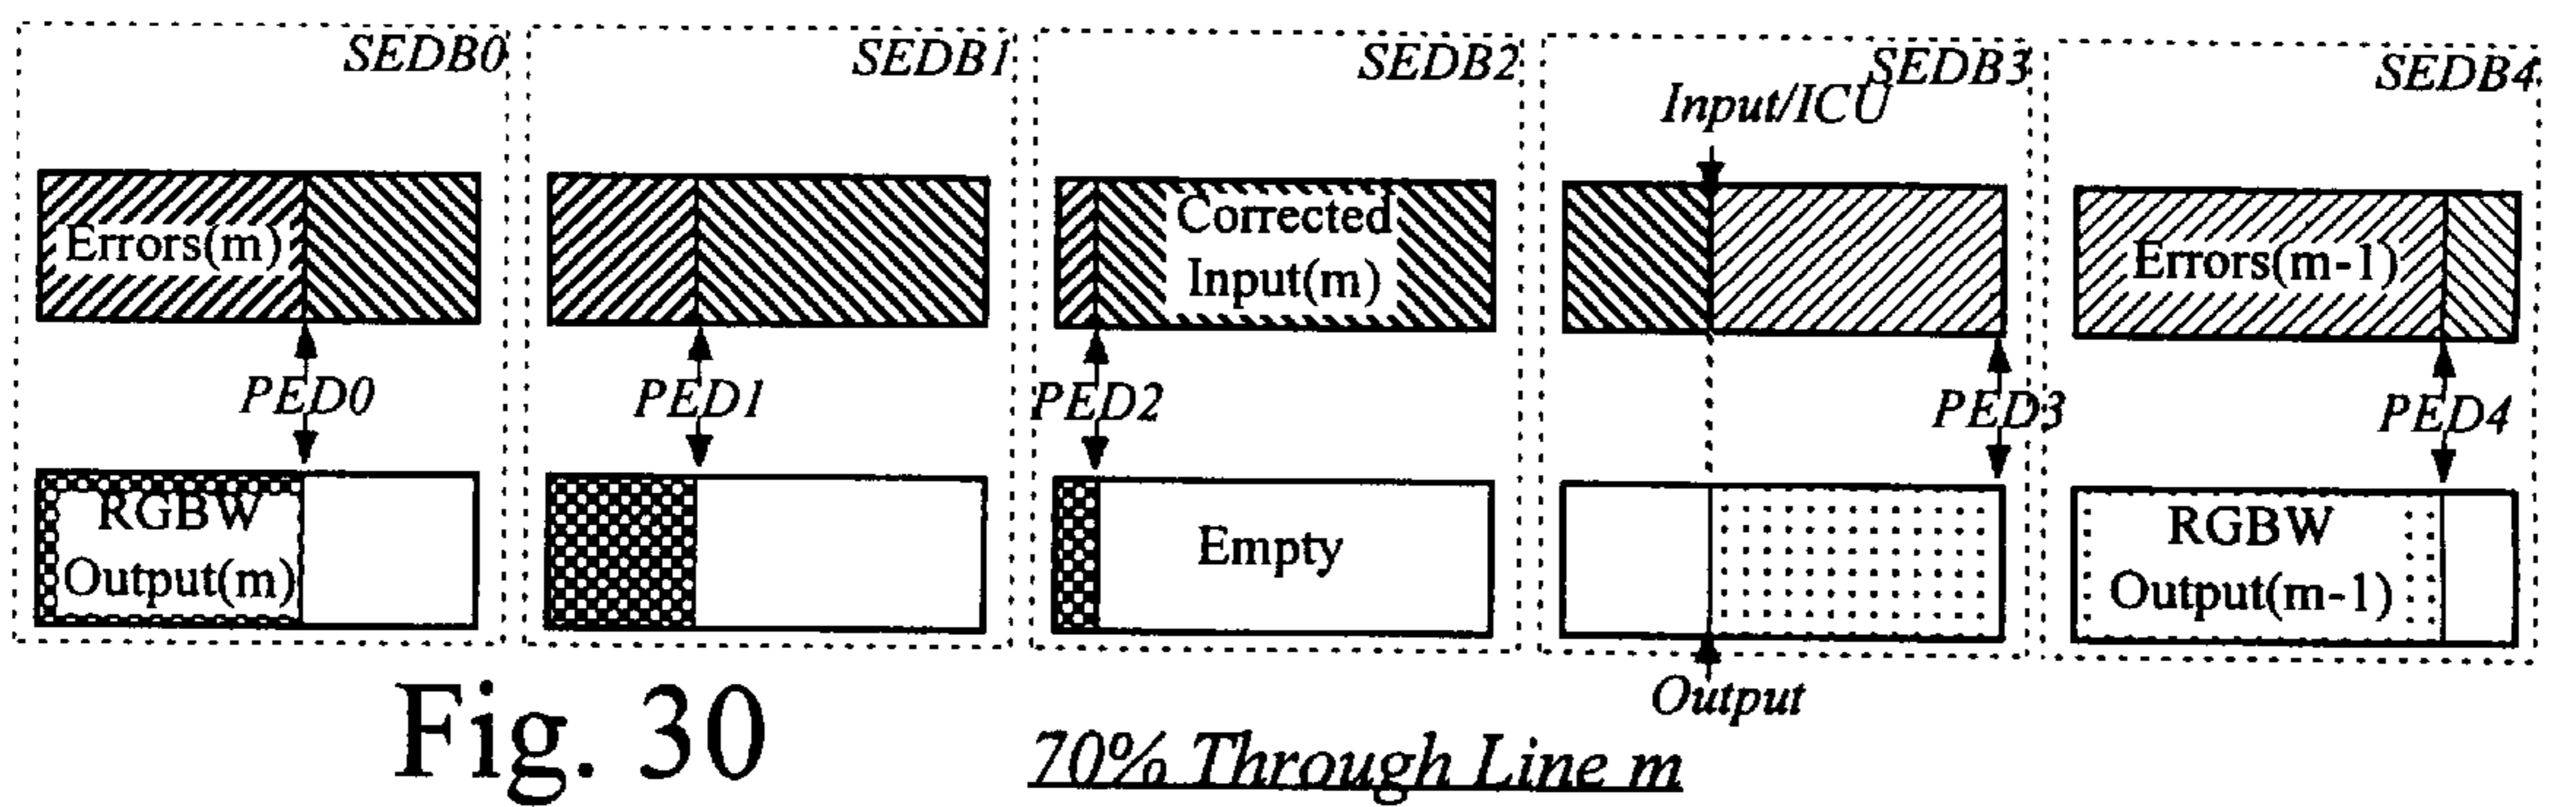 SEDB0
SEDB1
SEDB2
SEDB3
SEDB4
Input/ICU
Errors(m)
Corrected
Input(m)
Errors(m-1)
PED0
PED1
PED2
PED3
PED4
RGBW
Output(m)
Empty
RGBW
Output(m-1)
Output
Fig. 30
70% Through Line m